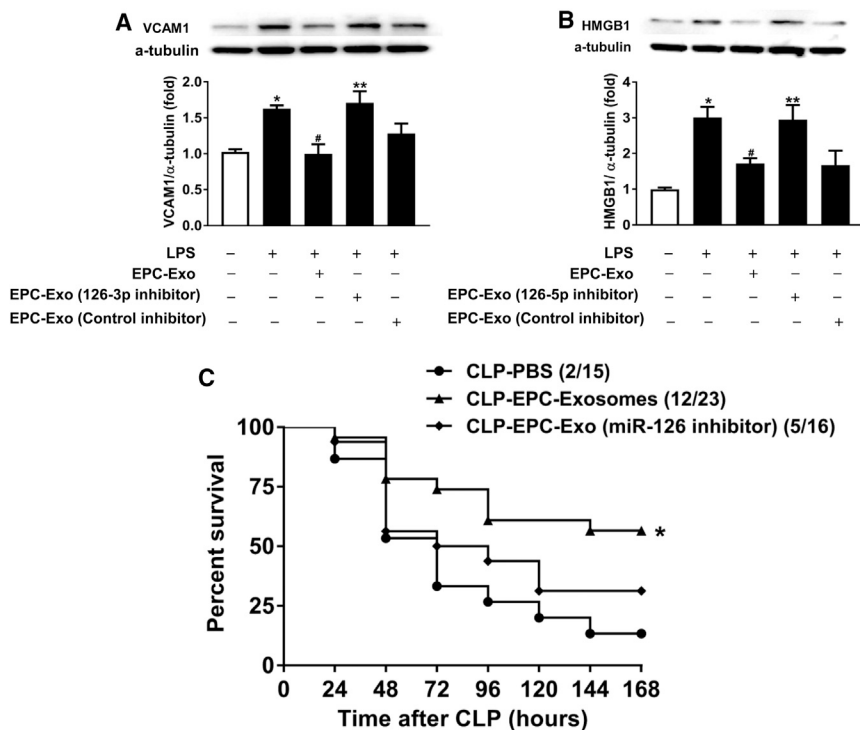 A
VCAM1
a-tubulin
VCAM1/α-tubulin (fold)
2.0
1.5
1.0
0.5
0.0
*
#
**
LPS – + + + +
EPC-Exo – – + – –
EPC-Exo (126-3p inhibitor) – – – + –
EPC-Exo (Control inhibitor) – – – – +
B
HMGB1
a-tubulin
HMGB1/ α-tubulin (fold)
4
3
2
1
0
*
#
**
LPS – + + + +
EPC-Exo – – + – –
EPC-Exo (126-5p inhibitor) – – – + –
EPC-Exo (Control inhibitor) – – – – +
C
CLP-PBS (2/15)
CLP-EPC-Exosomes (12/23)
CLP-EPC-Exo (miR-126 inhibitor) (5/16)
Percent survival
100
75
50
25
0
*
0 24 48 72 96 120 144 168
Time after CLP (hours)